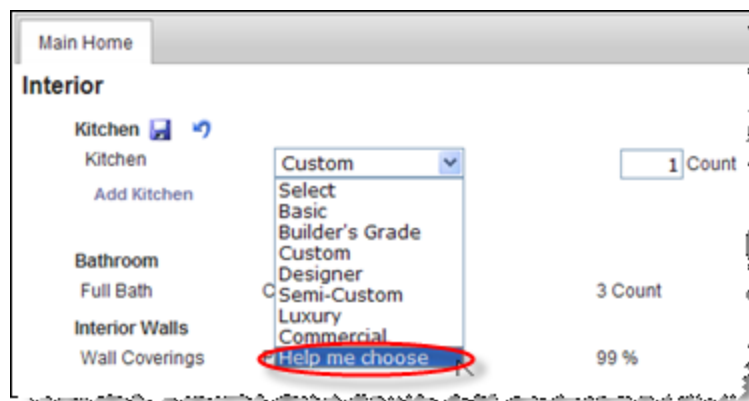 Main Home
Interior
Kitchen
Kitchen Custom 1 Count
Add Kitchen
Select
Basic
Builder's Grade
Custom
Designer
Semi-Custom
Luxury
Commercial
Help me choose
Bathroom
Full Bath 3 Count
Interior Walls
Wall Coverings 99 %